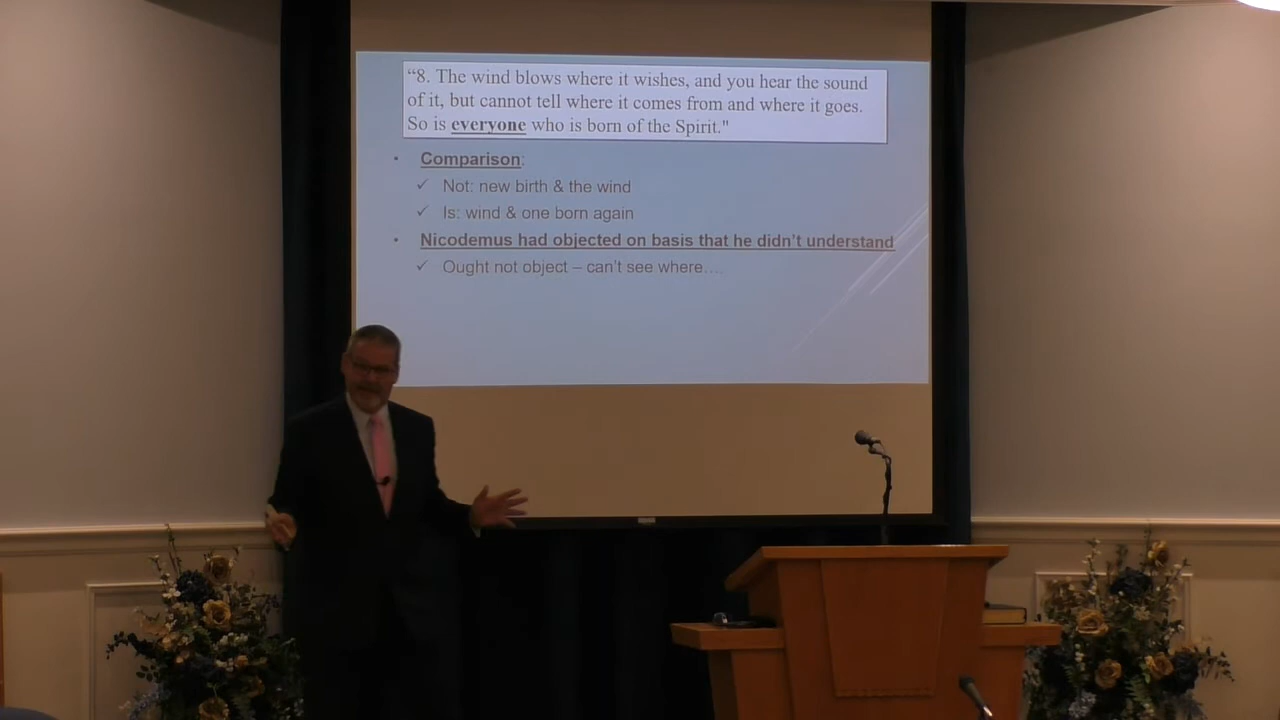 “8. The wind blows where it wishes, and you hear the sound
of it, but cannot tell where it comes from and where it goes.
So is everyone who is born of the Spirit."
• Comparison:
✓ Not: new birth & the wind
✓ Is: wind & one born again
• Nicodemus had objected on basis that he didn’t understand
✓ Ought not object – can’t see where….